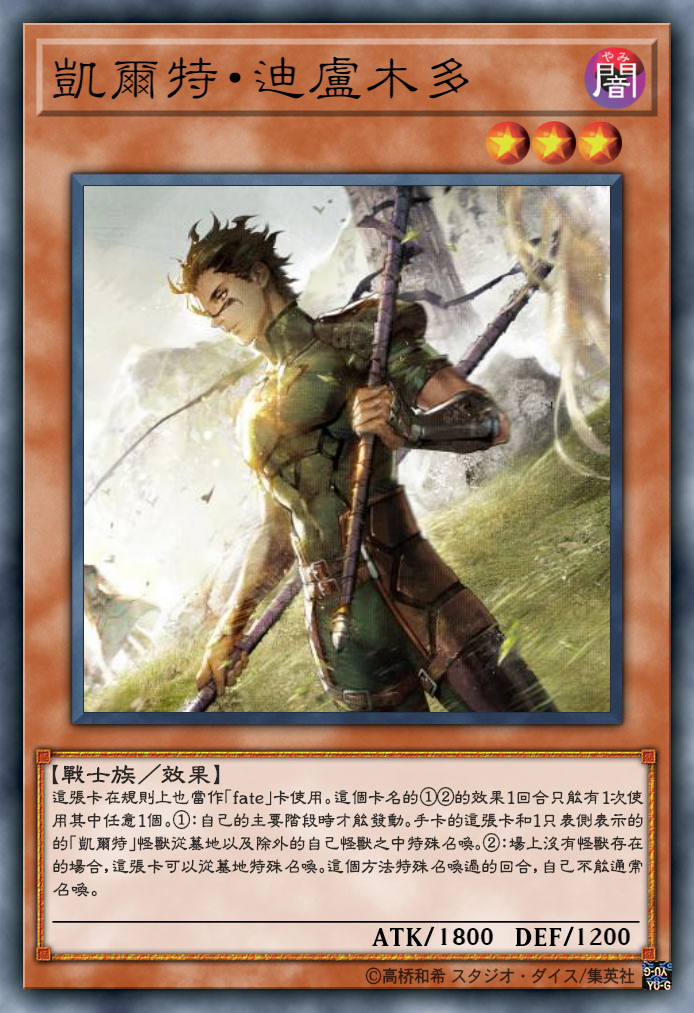 凱爾特・迪盧木多
やみ
闇
【戰士族／效果】
這張卡在規則上也當作「fate」卡使用。這個卡名的①②的效果1回合只能有1次使
用其中任意1個。①：自己的主要階段時才能發動。手卡的這張卡和1只表側表示的
的「凱爾特」怪獸從墓地以及除外的自己怪獸之中特殊召喚。②：場上沒有怪獸存在
的場合，這張卡可以從墓地特殊召喚。這個方法特殊召喚過的回合，自己不能通常
召喚。
ATK/1800 DEF/1200
©高橋和希 スタジオ・ダイス/集英社
YU-G